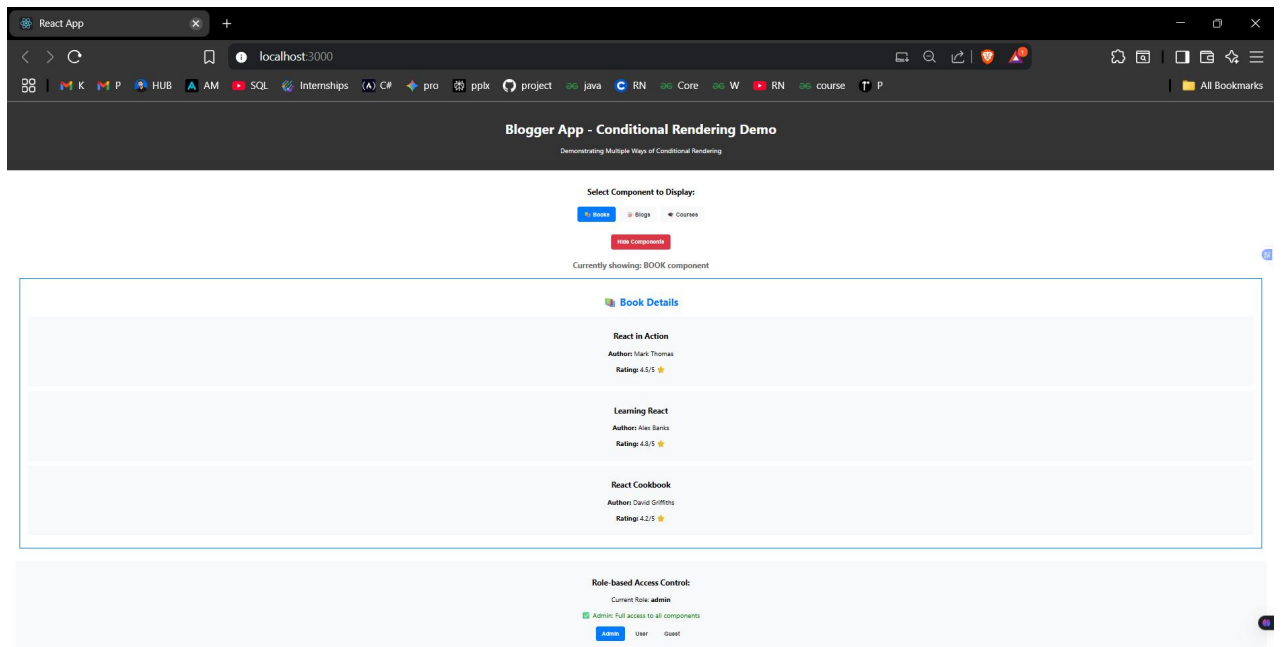 React App
localhost:3000
M K M P HUB AM SQL Internships C# pro pplx project java RN Core W RN course P All Bookmarks
Blogger App - Conditional Rendering Demo
Demonstrating Multiple Ways of Conditional Rendering
Select Component to Display:
Books Blogs Courses
Hide Components
Currently showing: BOOK component
Book Details
React in Action
Author: Mark Thomas
Rating: 4.5/5
Learning React
Author: Alex Banks
Rating: 4.8/5
React Cookbook
Author: David Griffiths
Rating: 4.2/5
Role-based Access Control:
Current Role: admin
Admin: Full access to all components
Admin User Guest